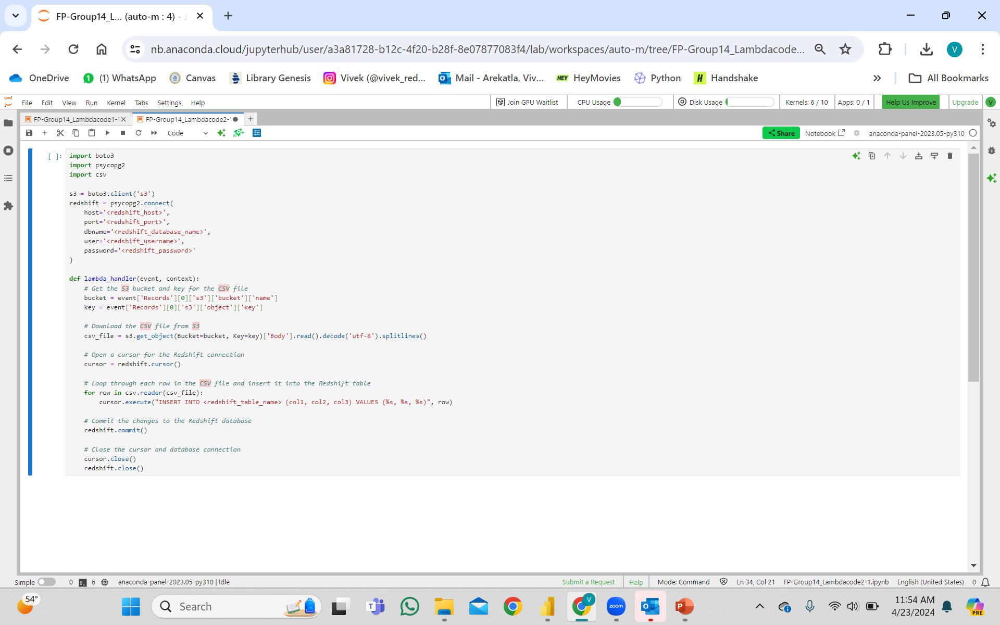 FP-Group14_L... (auto-m : 4) - J
nb.anaconda.cloud/jupyterhub/user/a3a81728-b12c-4f20-b28f-8e07877083f4/lab/workspaces/auto-m/tree/FP-Group14_Lambdacode...
V
OneDrive
1 (1) WhatsApp
Canvas
Library Genesis
Vivek (@vivek_red...
Mail - Arekatla, Viv...
HEY HeyMovies
Python
Handshake
All Bookmarks
File Edit View Run Kernel Tabs Settings Help
Join GPU Waitlist
CPU Usage
Disk Usage
Kernels: 6 / 10
Apps: 0 / 1
Help Us Improve
Upgrade
V
FP-Group14_Lambdacode1-1
FP-Group14_Lambdacode2-1
Code
Share
Notebook
anaconda-panel-2023.05-py310
[ ]:
import boto3
import psycopg2
import csv
s3 = boto3.client('s3')
redshift = psycopg2.connect(
    host='<redshift_host>',
    port='<redshift_port>',
    dbname='<redshift_database_name>',
    user='<redshift_username>',
    password='<redshift_password>'
)
def lambda_handler(event, context):
    # Get the S3 bucket and key for the CSV file
    bucket = event['Records'][0]['s3']['bucket']['name']
    key = event['Records'][0]['s3']['object']['key']
    # Download the CSV file from S3
    csv_file = s3.get_object(Bucket=bucket, Key=key)['Body'].read().decode('utf-8').splitlines()
    # Open a cursor for the Redshift connection
    cursor = redshift.cursor()
    # Loop through each row in the CSV file and insert it into the Redshift table
    for row in csv.reader(csv_file):
        cursor.execute("INSERT INTO <redshift_table_name> (col1, col2, col3) VALUES (%s, %s, %s)", row)
    # Commit the changes to the Redshift database
    redshift.commit()
    # Close the cursor and database connection
    cursor.close()
    redshift.close()
Simple 0 6 anaconda-panel-2023.05-py310 | Idle
Submit a Request
Help
Mode: Command
Ln 34, Col 21
FP-Group14_Lambdacode2-1.ipynb
English (United States)
0
54°
Search
V
zoom
11:54 AM
4/23/2024
PRE